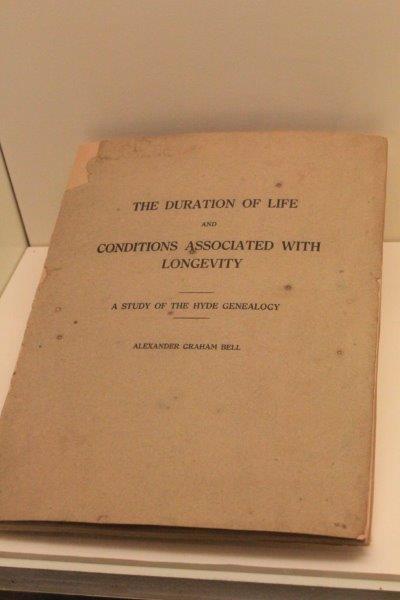 THE DURATION OF LIFE
AND
CONDITIONS ASSOCIATED WITH
LONGEVITY
A STUDY OF THE HYDE GENEALOGY
ALEXANDER GRAHAM BELL